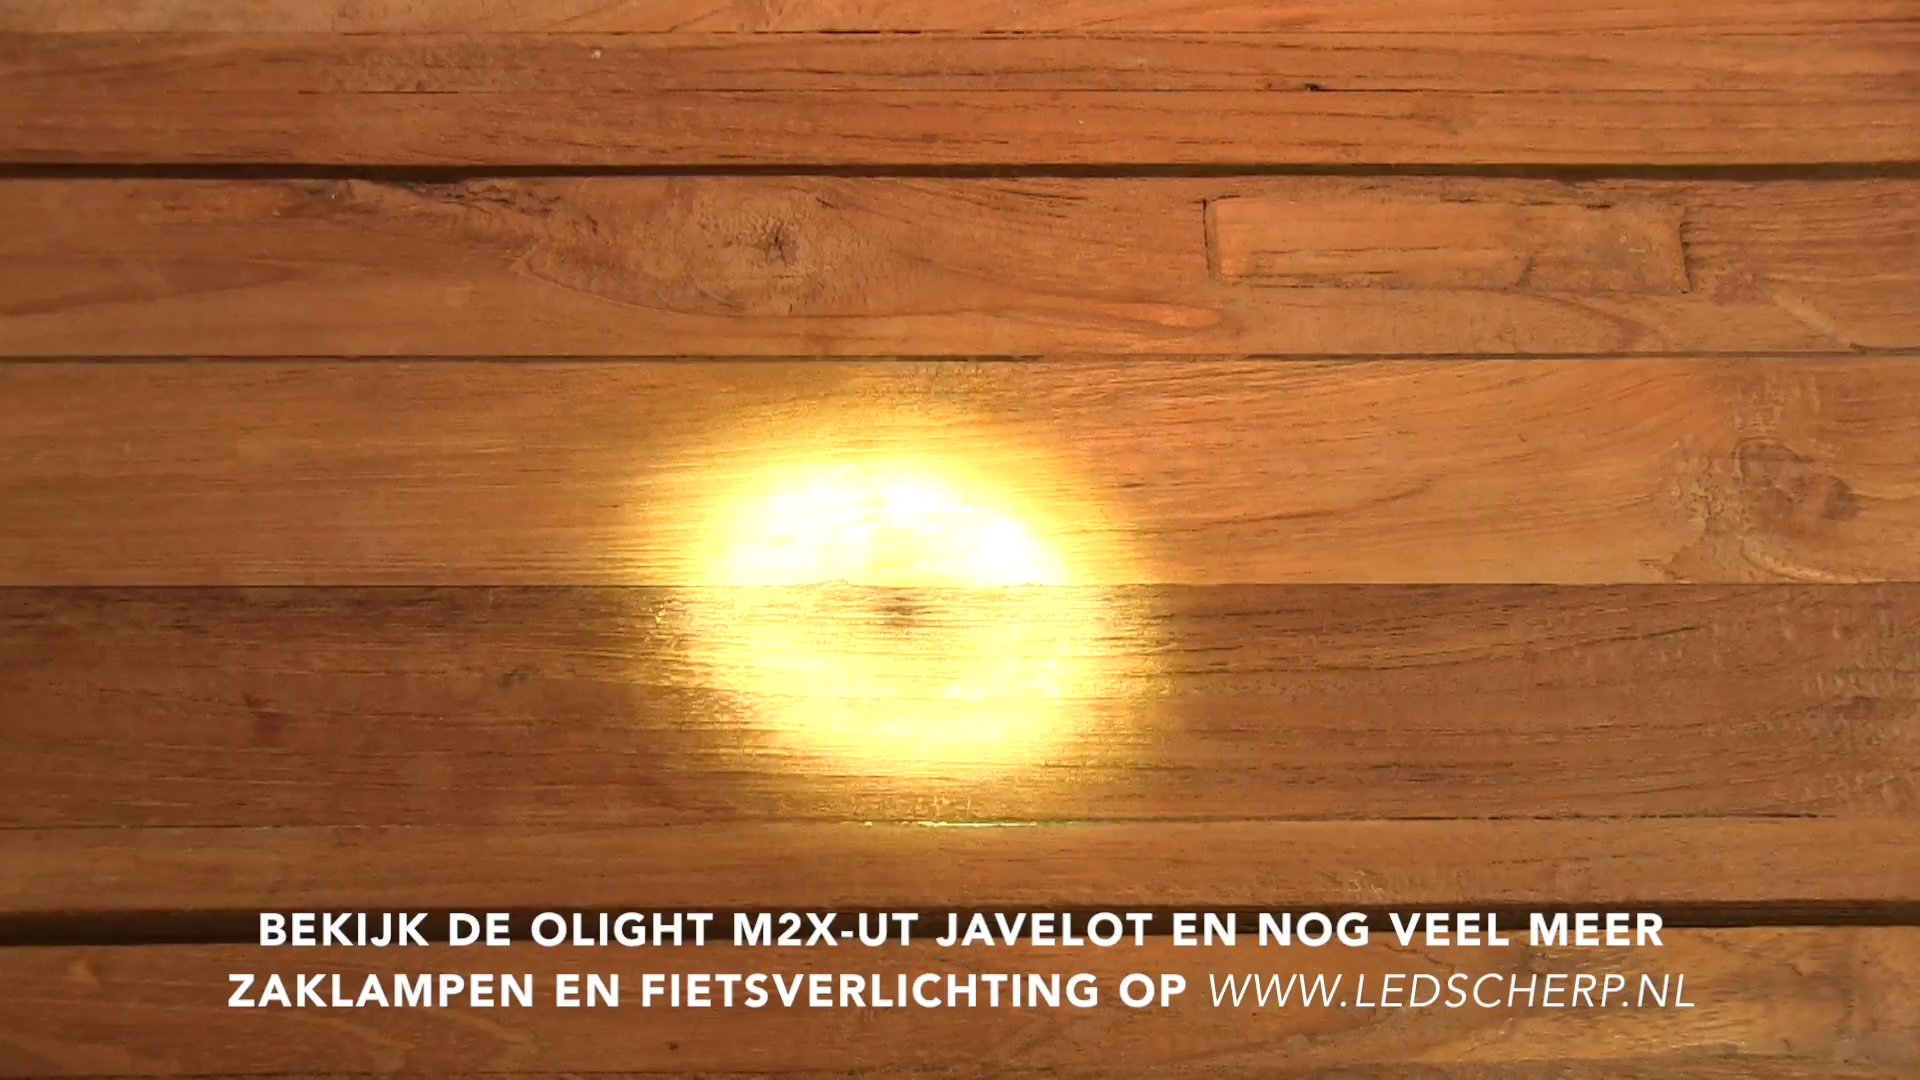 BEKIJK DE OLIGHT M2X-UT JAVELOT EN NOG VEEL MEER
ZAKLAMPEN EN FIETSVERLICHTING OP WWW.LEDSCHERP.NL